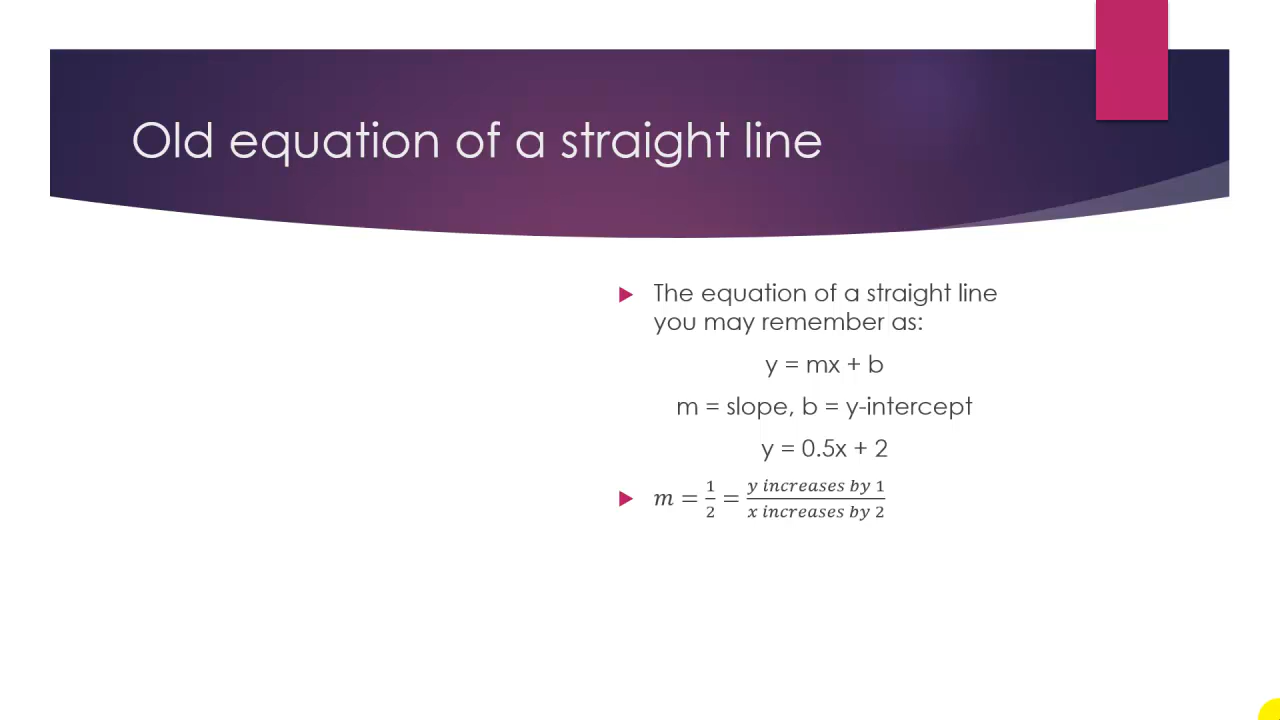 Old equation of a straight line
The equation of a straight line
you may remember as:
y = mx + b
m = slope, b = y-intercept
y = 0.5x + 2
𝑚 = 1/2 = 𝑦 𝑖𝑛𝑐𝑟𝑒𝑎𝑠𝑒𝑠 𝑏𝑦 1/𝑥 𝑖𝑛𝑐𝑟𝑒𝑎𝑠𝑒𝑠 𝑏𝑦 2